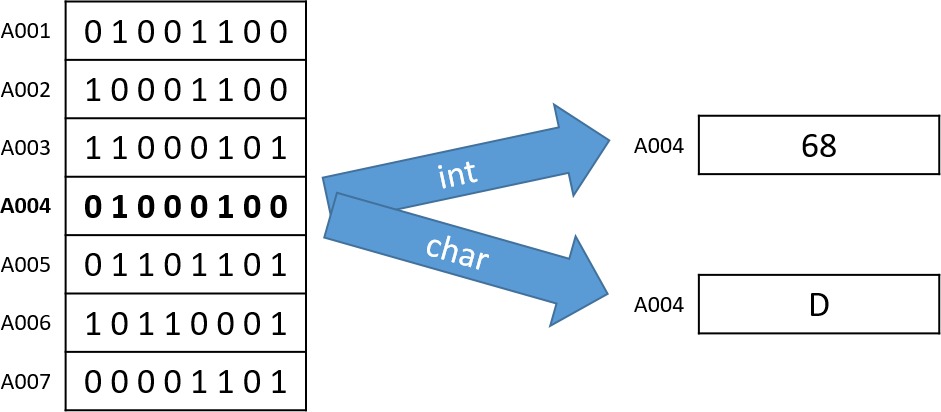 A001 0 1 0 0 1 1 0 0
A002 1 0 0 0 1 1 0 0
A003 1 1 0 0 0 1 0 1
A004 0 1 0 0 0 1 0 0
A005 0 1 1 0 1 1 0 1
A006 1 0 1 1 0 0 0 1
A007 0 0 0 0 1 1 0 1
int
char
A004 68
A004 D